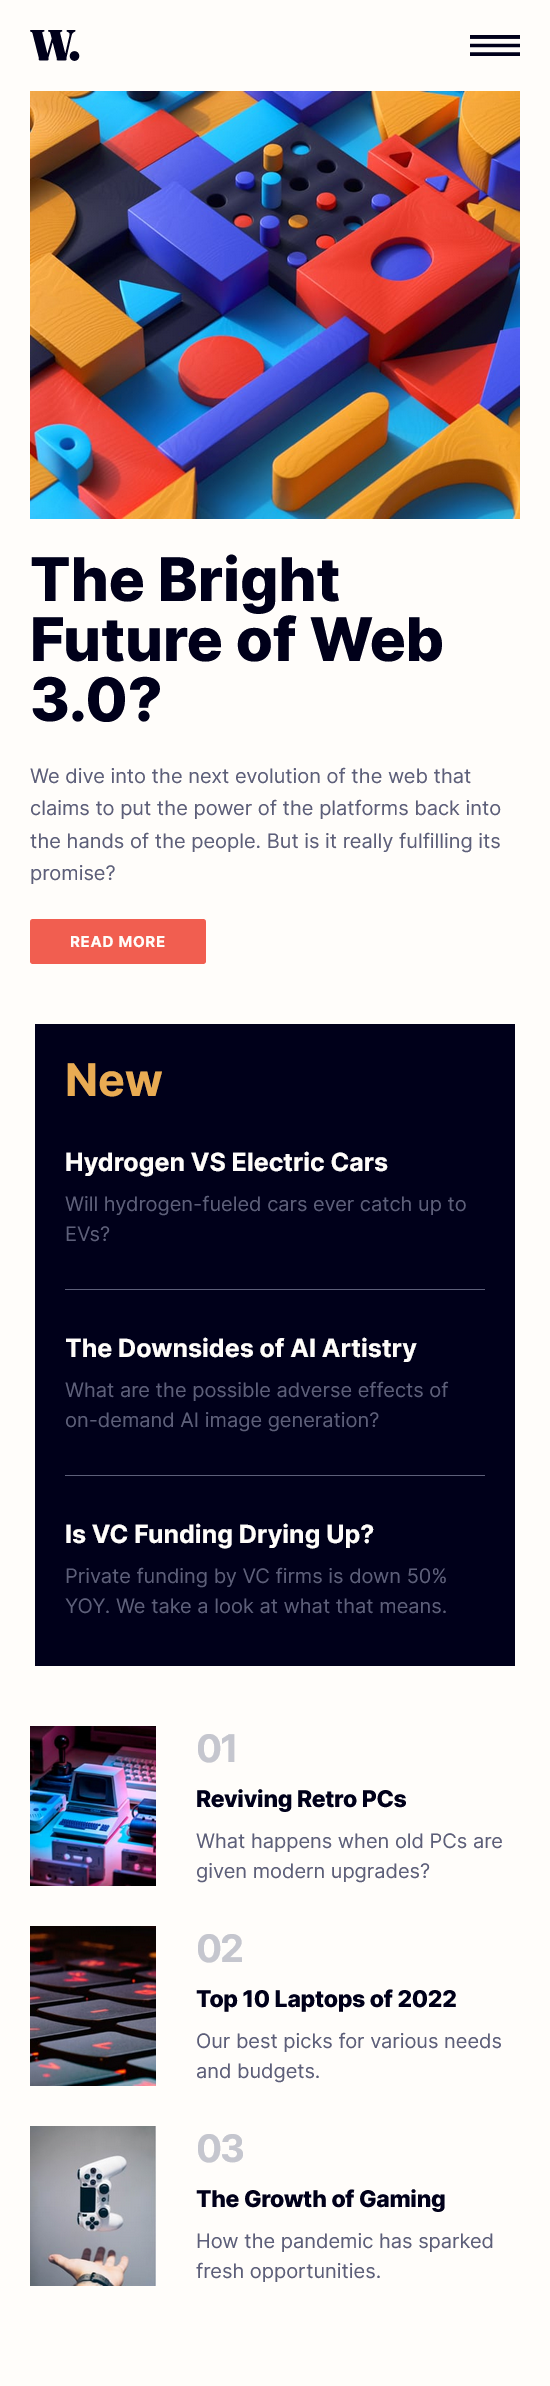 W.
The Bright
Future of Web
3.0?
We dive into the next evolution of the web that
claims to put the power of the platforms back into
the hands of the people. But is it really fulfilling its
promise?
READ MORE
New
Hydrogen VS Electric Cars
Will hydrogen-fueled cars ever catch up to
EVs?
The Downsides of AI Artistry
What are the possible adverse effects of
on-demand AI image generation?
Is VC Funding Drying Up?
Private funding by VC firms is down 50%
YOY. We take a look at what that means.
01
Reviving Retro PCs
What happens when old PCs are
given modern upgrades?
02
Top 10 Laptops of 2022
Our best picks for various needs
and budgets.
03
The Growth of Gaming
How the pandemic has sparked
fresh opportunities.